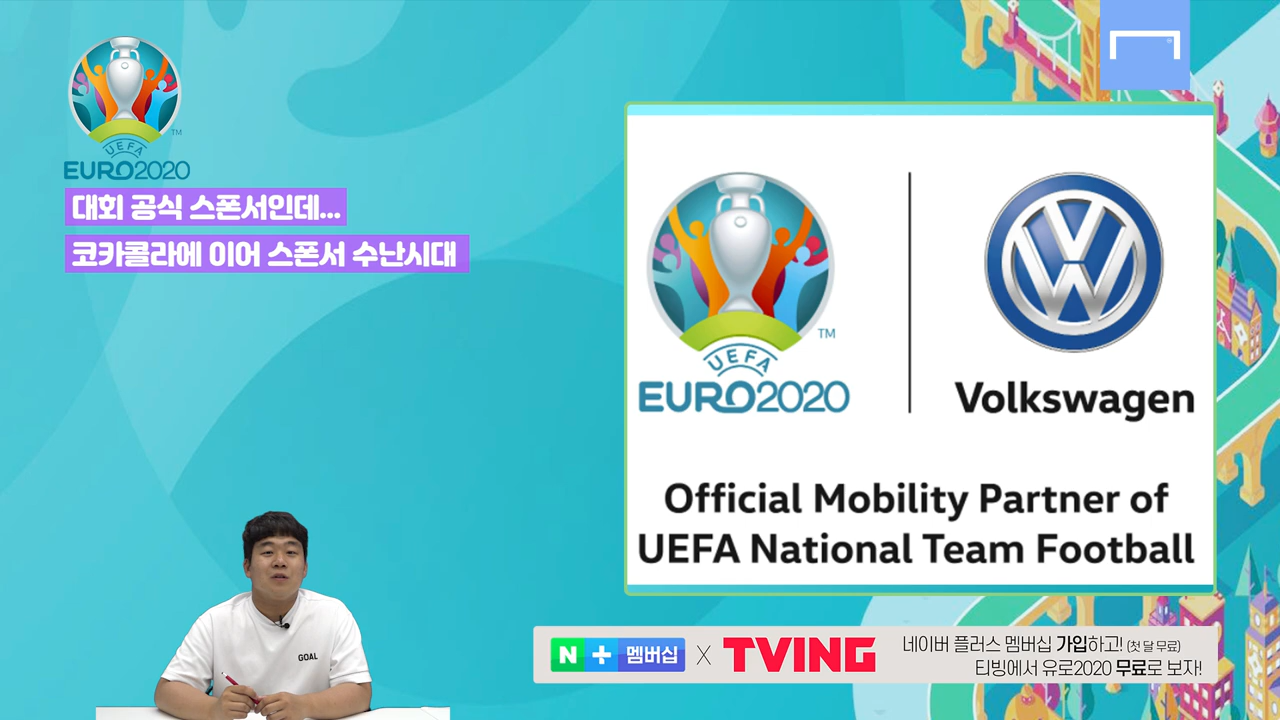 UEFA
EURO2020
TM
대회 공식 스폰서인데...
코카콜라에 이어 스폰서 수난시대
TM
UEFA
EURO2020
Volkswagen
Official Mobility Partner of
UEFA National Team Football
GOAL
N + 멤버십 X TVING
네이버 플러스 멤버십 가입하고! (첫 달 무료)
티빙에서 유로2020 무료로 보자!